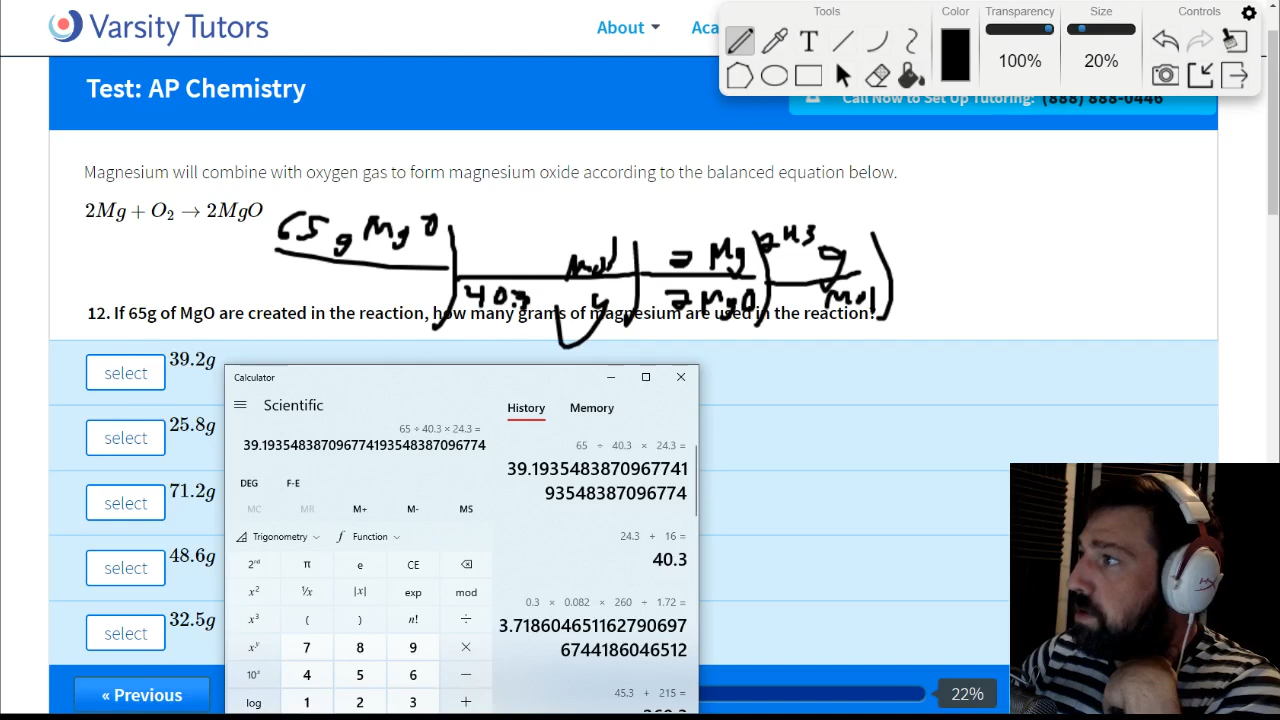 Varsity Tutors
About
Aca
Tools
Color
Transparency
Size
Controls
T
100%
20%
Test: AP Chemistry
Call Now to Set Up Tutoring: (888) 888-0446
Magnesium will combine with oxygen gas to form magnesium oxide according to the balanced equation below.
2Mg + O₂ → 2MgO
65 g MgO
mol
2 Mg
g
40.3
g
2 MgO
mol
12. If 65g of MgO are created in the reaction, how many grams of magnesium are used in the reaction?
select 39.2g
select 25.8g
select 71.2g
select 48.6g
select 32.5g
« Previous
22%
Calculator
Scientific
65 ÷ 40.3 × 24.3 =
39.193548387096774193548387096774
DEG F-E
MC MR M+ M- MS
Trigonometry Function
2ⁿᵈ π e CE
x² ¹/x |x| exp mod
x³ ( ) n! ÷
xʸ 7 8 9 ×
10ˣ 4 5 6 −
log 1 2 3 +
History Memory
65 ÷ 40.3 × 24.3 =
39.1935483870967741
93548387096774
24.3 + 16 =
40.3
0.3 × 0.082 × 260 ÷ 1.72 =
3.718604651162790697
6744186046512
45.3 + 215 =